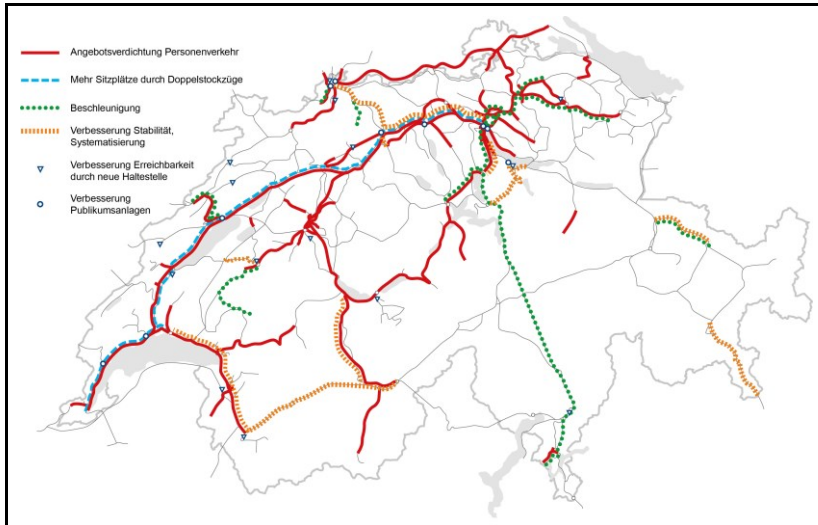 Angebotsverdichtung Personenverkehr
Mehr Sitzplätze durch Doppelstockzüge
Beschleunigung
Verbesserung Stabilität,
Systematisierung
Verbesserung Erreichbarkeit
durch neue Haltestelle
Verbesserung
Publikumsanlagen